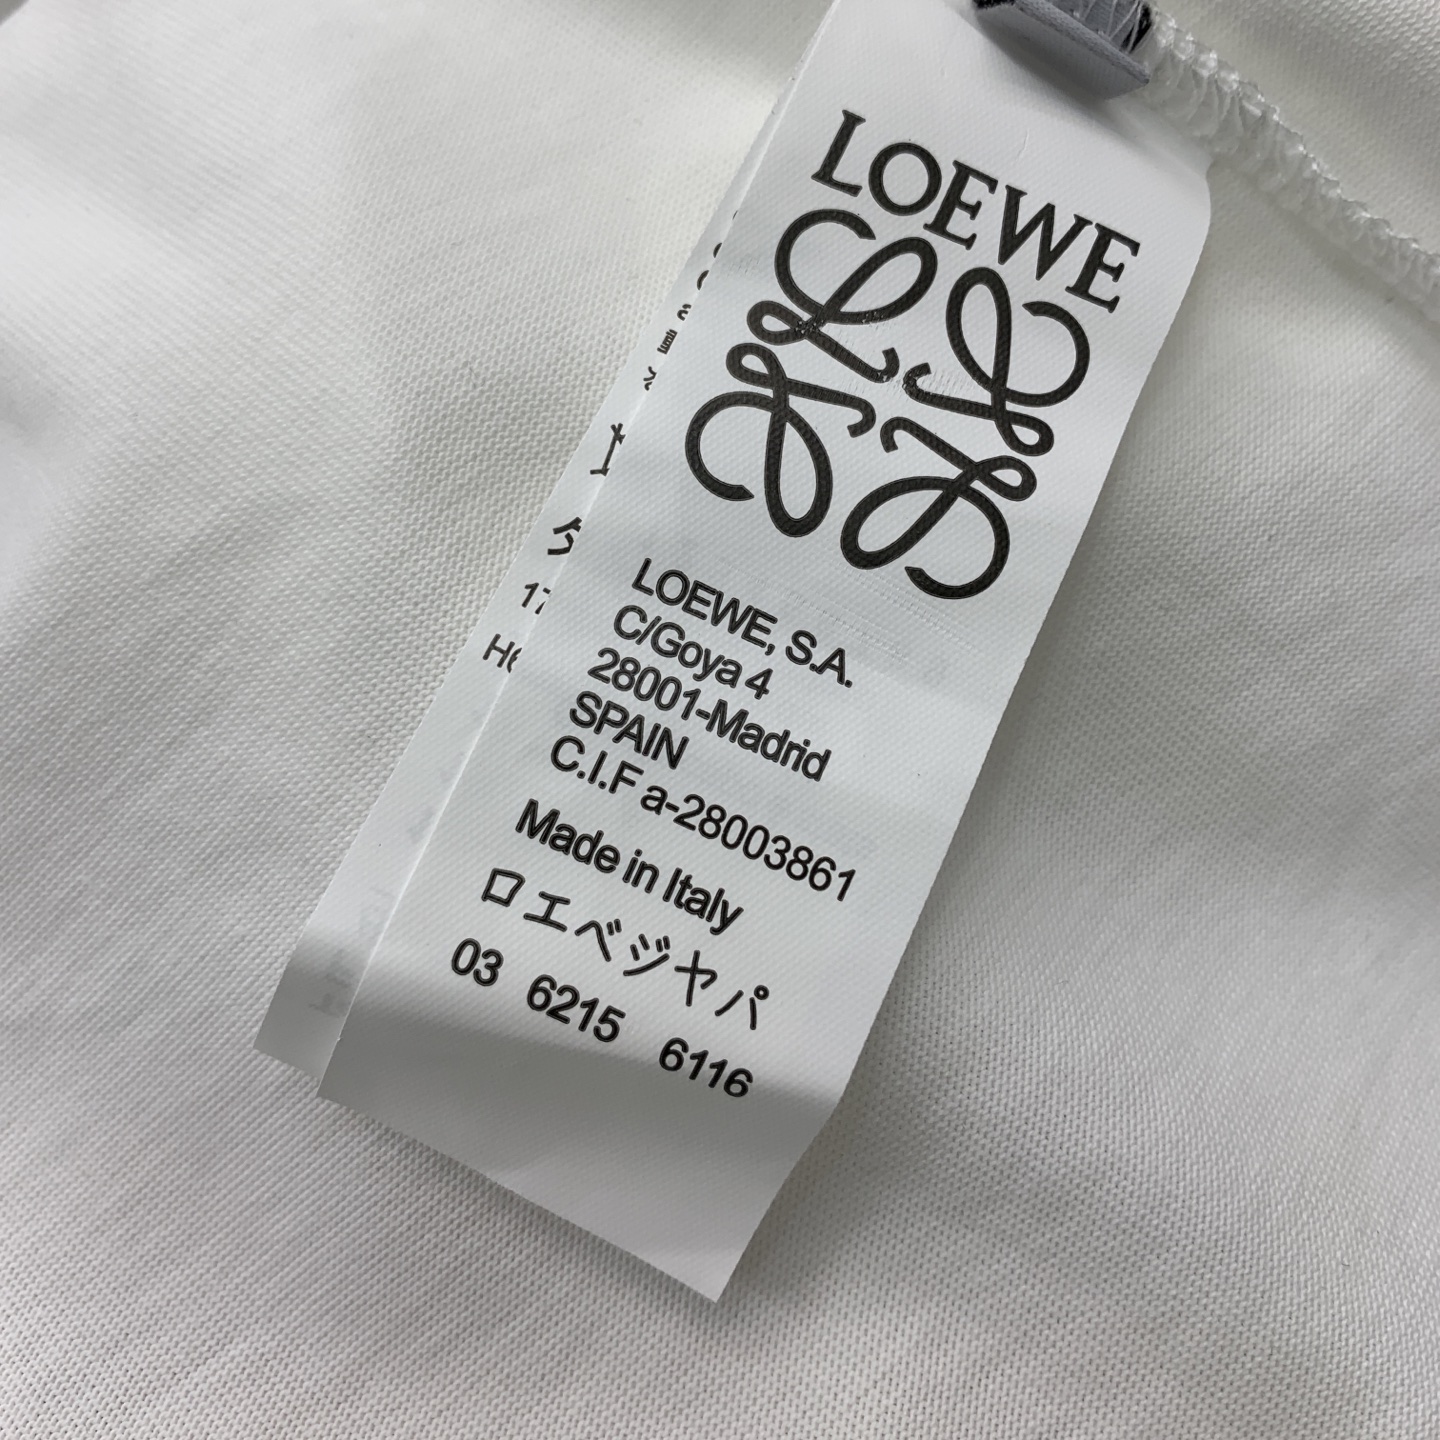 LOEWE
LOEWE, S.A.
C/Goya 4
28001-Madrid
SPAIN
C.I.F a-28003861
Made in Italy
ロエベジヤパ
03 6215 6116